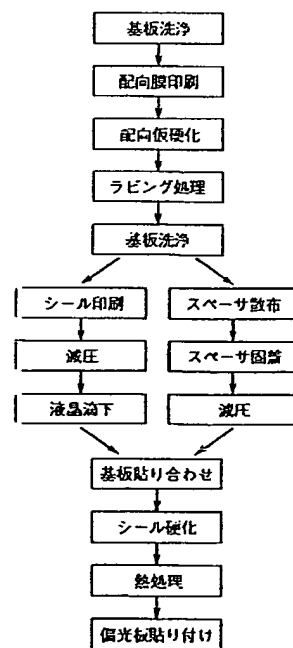 基板洗浄
配向膜印刷
配向仮硬化
ラビング処理
基板洗浄
シール印刷
減圧
液晶滴下
スペーサ散布
スペーサ固着
減圧
基板貼り合わせ
シール硬化
熱処理
偏光板貼り付け